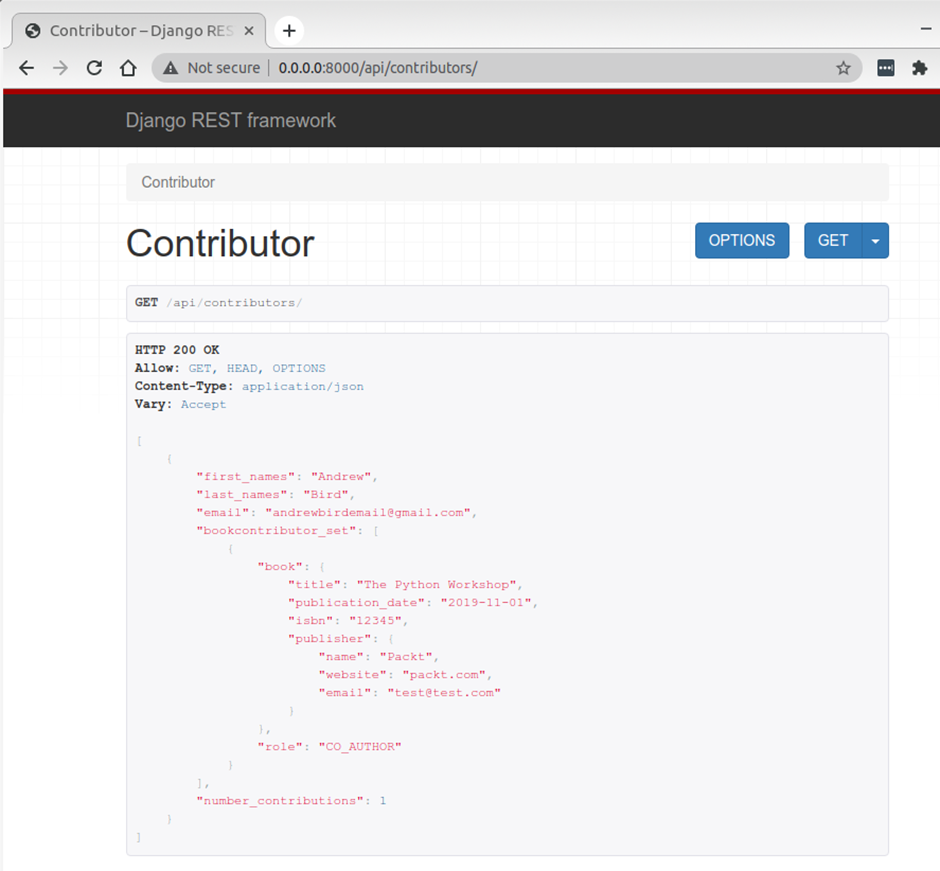 Contributor – Django RES
Not secure | 0.0.0.0:8000/api/contributors/
Django REST framework
Contributor
Contributor
OPTIONS
GET
GET /api/contributors/
HTTP 200 OK
Allow: GET, HEAD, OPTIONS
Content-Type: application/json
Vary: Accept
[
{
"first_names": "Andrew",
"last_names": "Bird",
"email": "andrewbirdemail@gmail.com",
"bookcontributor_set": [
{
"book": {
"title": "The Python Workshop",
"publication_date": "2019-11-01",
"isbn": "12345",
"publisher": {
"name": "Packt",
"website": "packt.com",
"email": "test@test.com"
}
},
"role": "CO_AUTHOR"
}
],
"number_contributions": 1
}
]